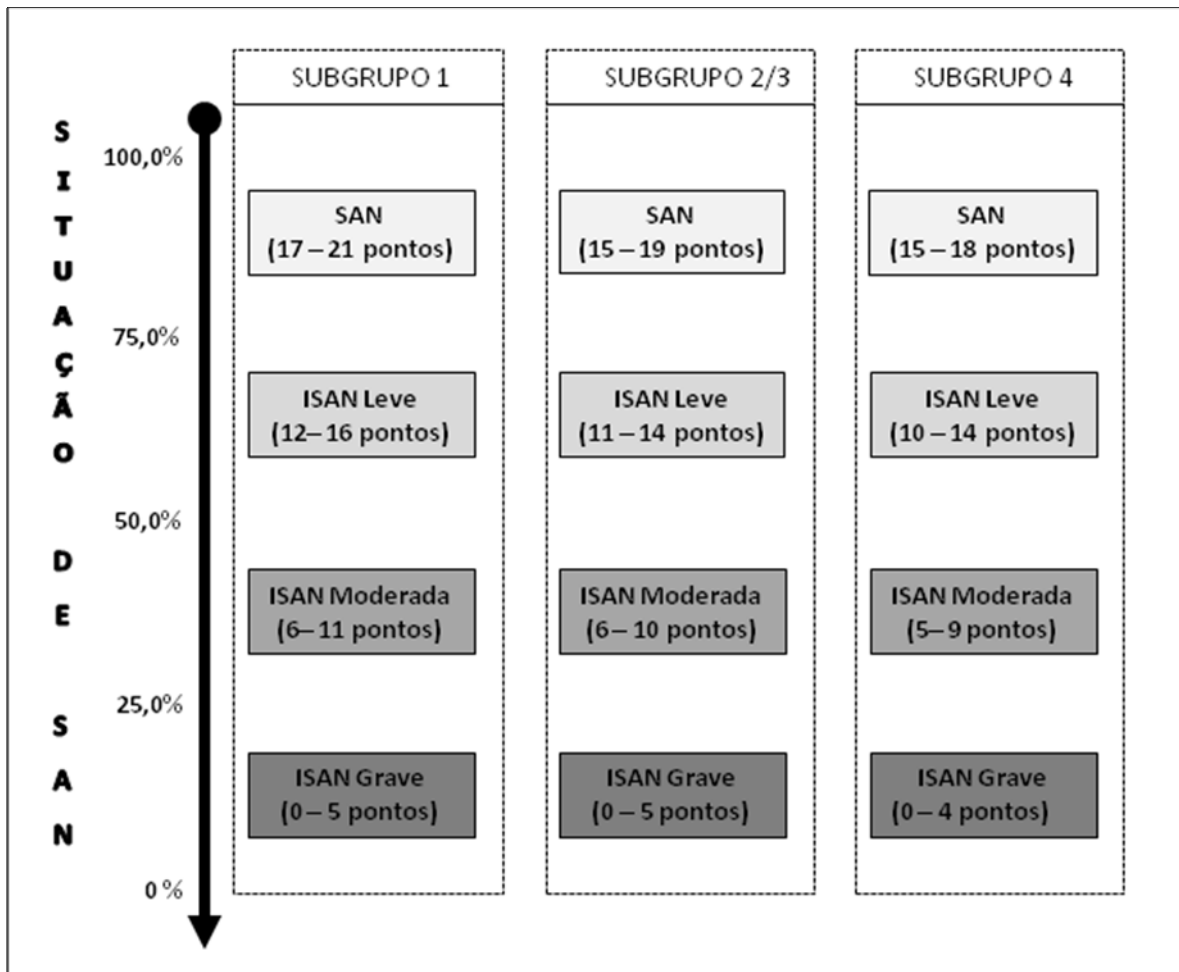 SITUAÇÃO DE SAN
100,0%
75,0%
50,0%
25,0%
0 %
SUBGRUPO 1
SAN
(17 – 21 pontos)
ISAN Leve
(12 – 16 pontos)
ISAN Moderada
(6 – 11 pontos)
ISAN Grave
(0 – 5 pontos)
SUBGRUPO 2/3
SAN
(15 – 19 pontos)
ISAN Leve
(11 – 14 pontos)
ISAN Moderada
(6 – 10 pontos)
ISAN Grave
(0 – 5 pontos)
SUBGRUPO 4
SAN
(15 – 18 pontos)
ISAN Leve
(10 – 14 pontos)
ISAN Moderada
(5 – 9 pontos)
ISAN Grave
(0 – 4 pontos)